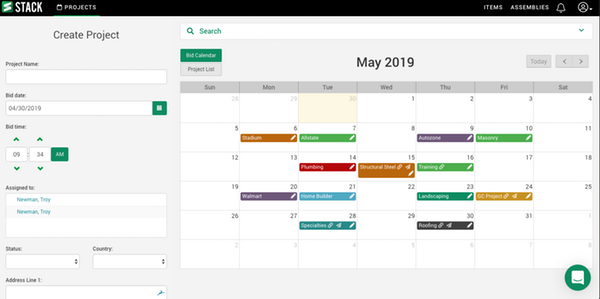 STACK
PROJECTS
ITEMS ASSEMBLIES
Create Project
Project Name:
Bid date:
04/30/2019
Bid time:
09 : 34 AM
Assigned to:
Newman, Troy
Newman, Troy
Status: Country:
Address Line 1:
Search
Bid Calendar
Project List
May 2019
Today
Sun Mon Tue Wed Thu Fri Sat
28 29 30 1 2 3 4
5 6 7 8 9 10 11
Stadium Allstate Autozone Masonry
12 13 14 15 16 17 18
Plumbing Structural Steel Training
19 20 21 22 23 24 25
Walmart Home Builder Landscaping GC Project
26 27 28 29 30 31 1
Specialties Roofing
2 3 4 5 6 7 8